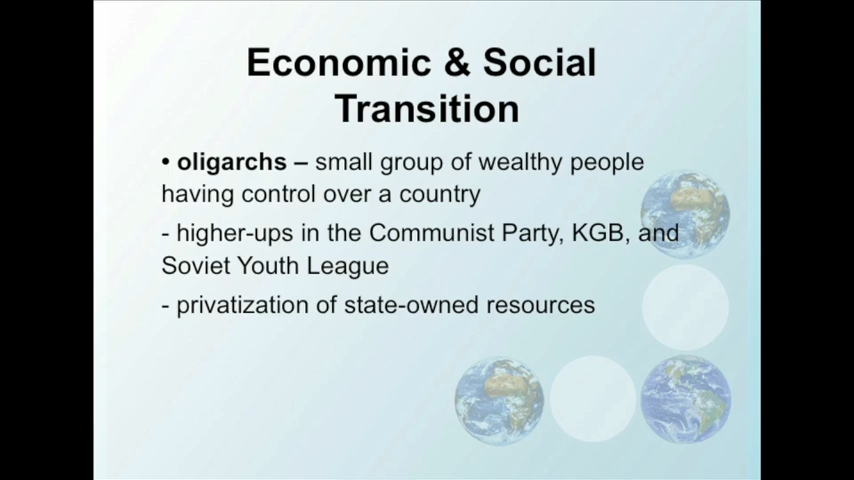 Economic & Social
Transition
• oligarchs – small group of wealthy people
having control over a country
- higher-ups in the Communist Party, KGB, and
Soviet Youth League
- privatization of state-owned resources